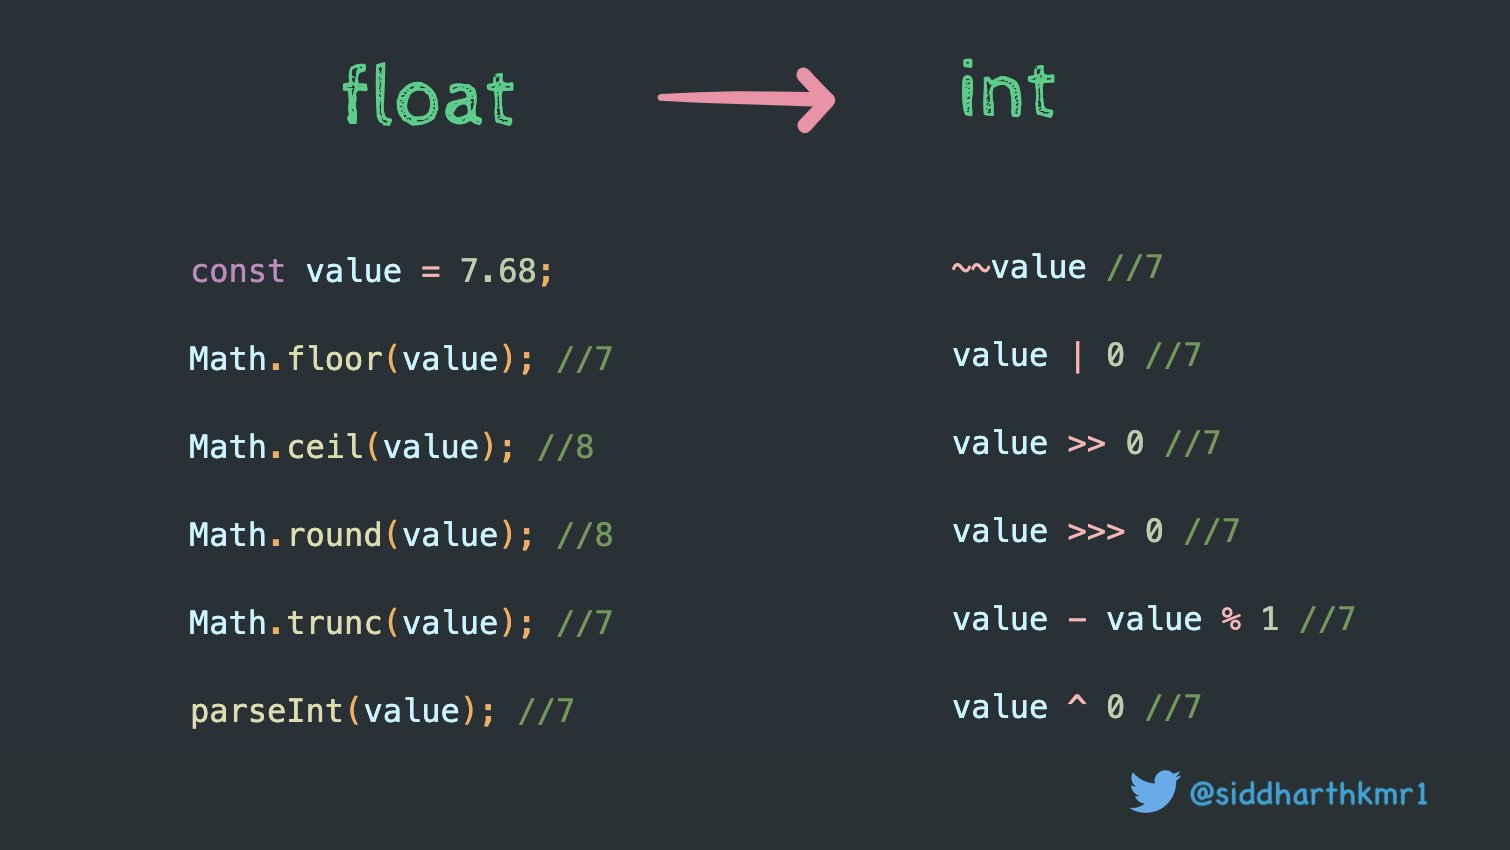 float → int
const value = 7.68;
Math.floor(value); //7
Math.ceil(value); //8
Math.round(value); //8
Math.trunc(value); //7
parseInt(value); //7
~~value //7
value | 0 //7
value >> 0 //7
value >>> 0 //7
value - value % 1 //7
value ^ 0 //7
@siddharthkmr1